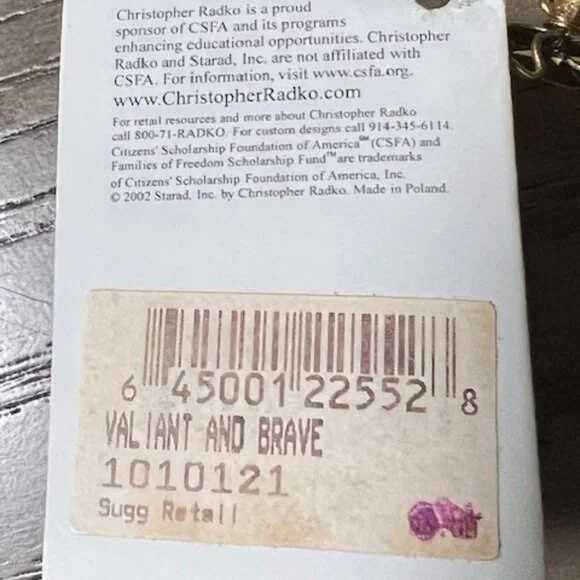 Christopher Radko is a proud
sponsor of CSFA and its programs
enhancing educational opportunities. Christopher
Radko and Starad, Inc. are not affiliated with
CSFA. For information, visit www.csfa.org.
www.ChristopherRadko.com
For retail resources and more about Christopher Radko
call 800-71-RADKO. For custom designs call 914-345-6114.
Citizens' Scholarship Foundation of America℠ (CSFA) and
Families of Freedom Scholarship Fund™ are trademarks
of Citizens' Scholarship Foundation of America, Inc.
© 2002 Starad, Inc. by Christopher Radko. Made in Poland.
6 45001 22552 8
VALIANT AND BRAVE
1010121
Sugg Retail